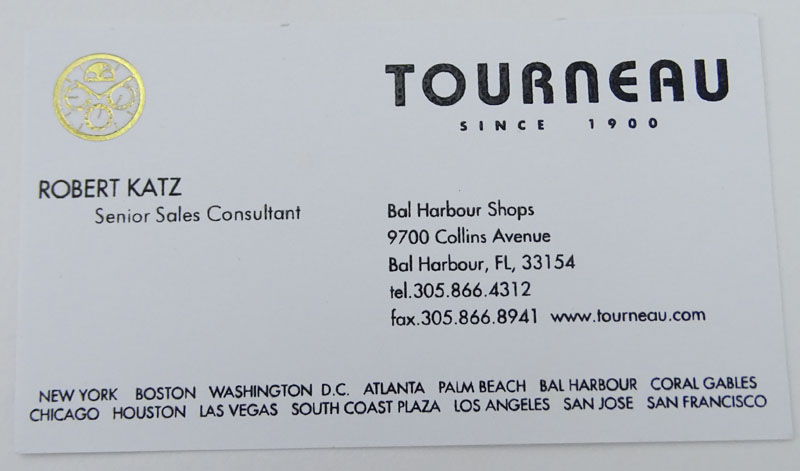 TOURNEAU
SINCE 1900
ROBERT KATZ
Senior Sales Consultant
Bal Harbour Shops
9700 Collins Avenue
Bal Harbour, FL, 33154
tel.305.866.4312
fax.305.866.8941 www.tourneau.com
NEW YORK BOSTON WASHINGTON D.C. ATLANTA PALM BEACH BAL HARBOUR CORAL GABLES
CHICAGO HOUSTON LAS VEGAS SOUTH COAST PLAZA LOS ANGELES SAN JOSE SAN FRANCISCO